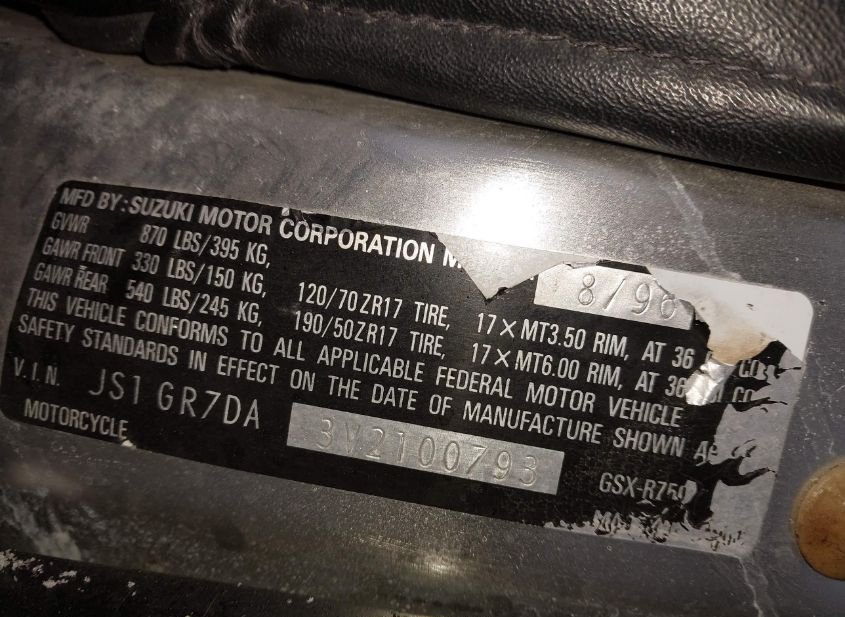 MFD BY: SUZUKI MOTOR CORPORATION
8/96
GVWR 870 LBS/395 KG,
GAWR FRONT 330 LBS/150 KG, 120/70ZR17 TIRE, 17×MT3.50 RIM, AT 36
GAWR REAR 540 LBS/245 KG, 190/50ZR17 TIRE, 17×MT6.00 RIM, AT 36
THIS VEHICLE CONFORMS TO ALL APPLICABLE FEDERAL MOTOR VEHICLE
SAFETY STANDARDS IN EFFECT ON THE DATE OF MANUFACTURE SHOWN
V.I.N. JS1GR7DA 3V2100793
MOTORCYCLE GSX-R750